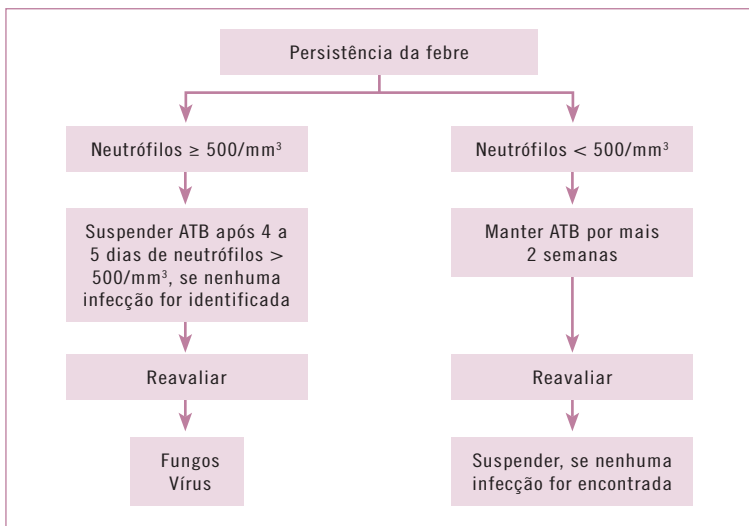 Persistência da febre
Neutrófilos ≥ 500/mm³
Suspender ATB após 4 a
5 dias de neutrófilos >
500/mm³, se nenhuma
infecção for identificada
Reavaliar
Fungos
Vírus
Neutrófilos < 500/mm³
Manter ATB por mais
2 semanas
Reavaliar
Suspender, se nenhuma
infecção for encontrada